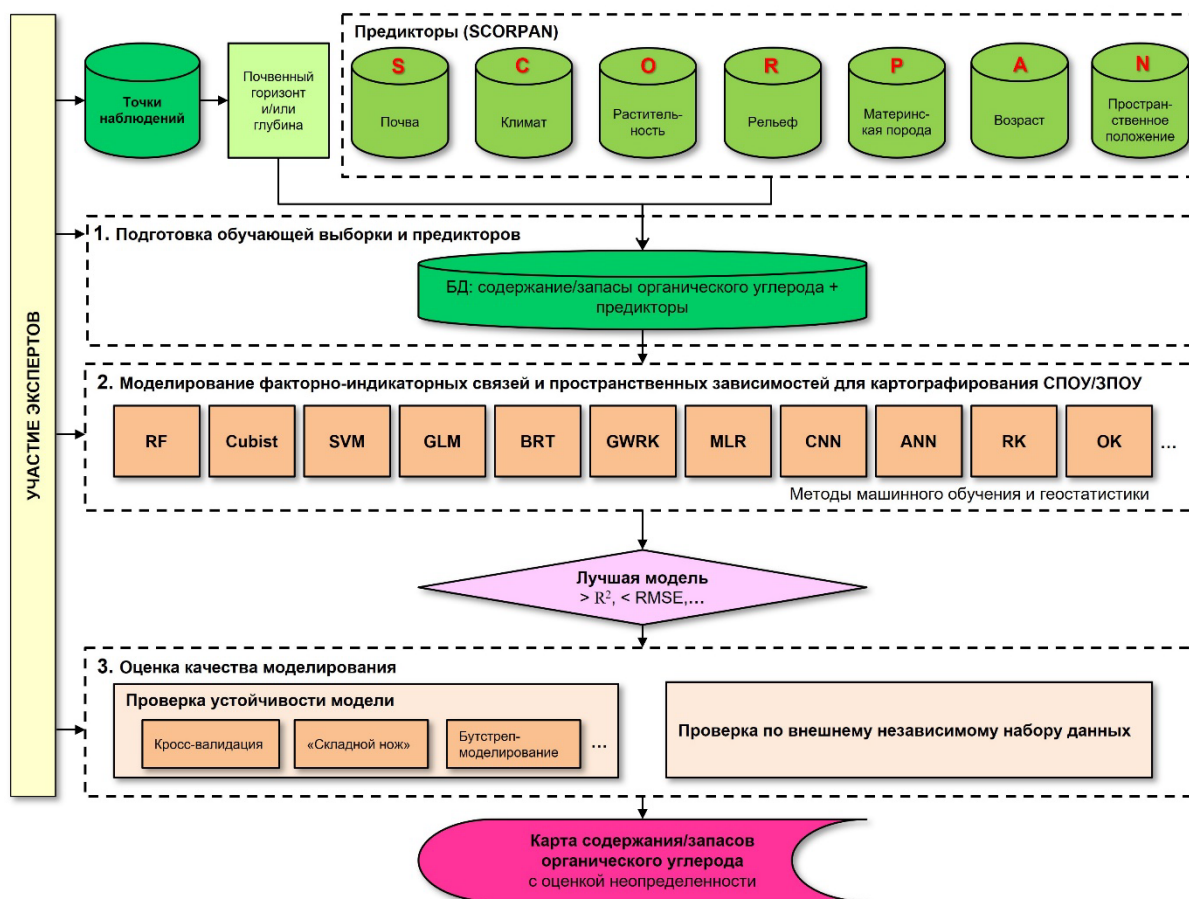 УЧАСТИЕ ЭКСПЕРТОВ
Точки
наблюдений
Почвенный
горизонт
и/или
глубина
Предикторы (SCORPAN)
S
Почва
C
Климат
O
Раститель-
ность
R
Рельеф
P
Материнс-
кая порода
A
Возраст
N
Простран-
ственное
положение
1. Подготовка обучающей выборки и предикторов
БД: содержание/запасы органического углерода +
предикторы
2. Моделирование факторно-индикаторных связей и пространственных зависимостей для картографирования СПОУ/ЗПОУ
RF
Cubist
SVM
GLM
BRT
GWRK
MLR
CNN
ANN
RK
OK
...
Методы машинного обучения и геостатистики
Лучшая модель
> R², < RMSE,...
3. Оценка качества моделирования
Проверка устойчивости модели
Кросс-валидация
«Складной нож»
Бутстреп-
моделирование
...
Проверка по внешнему независимому набору данных
Карта содержания/запасов
органического углерода
с оценкой неопределенности